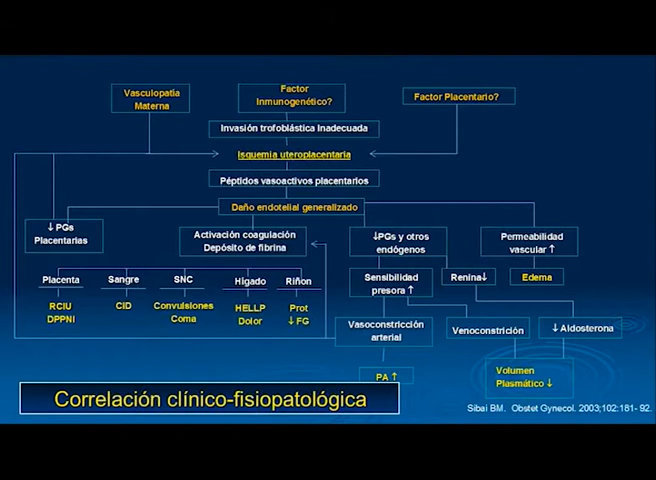 Vasculopatía
Materna
Factor
Inmunogenético?
Factor Placentario?
Invasión trofoblástica Inadecuada
Isquemia uteroplacentaria
Péptidos vasoactivos placentarios
Daño endotelial generalizado
↓PGs
Placentarias
Activación coagulación
Depósito de fibrina
↓PGs y otros
endógenos
Permeabilidad
vascular ↑
Placenta
Sangre
SNC
Higado
Riñon
Sensibilidad
presora ↑
Renina↓
Edema
RCIU
DPPNI
CID
Convulsiones
Coma
HELLP
Dolor
Prot
↓FG
Vasoconstricción
arterial
Venoconstricción
↓Aldosterona
PA ↑
Volumen
Plasmático ↓
Correlación clínico-fisiopatológica
Sibai BM. Obstet Gynecol. 2003;102:181- 92.